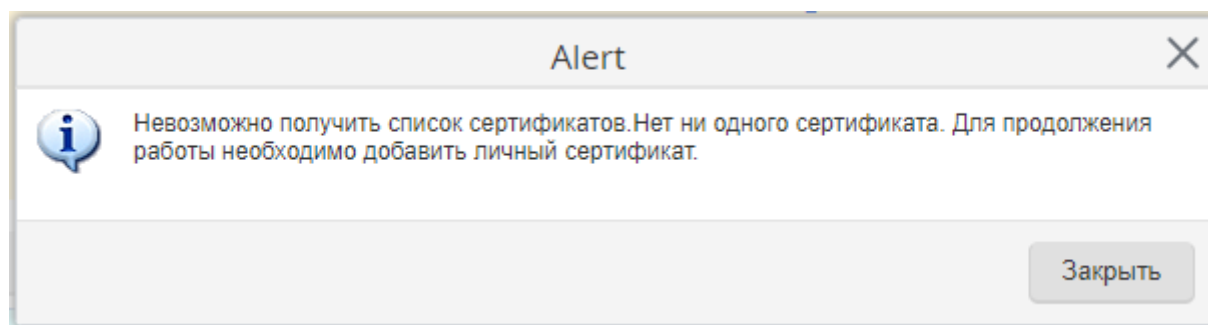 Alert
Невозможно получить список сертификатов.Нет ни одного сертификата. Для продолжения
работы необходимо добавить личный сертификат.
Закрыть